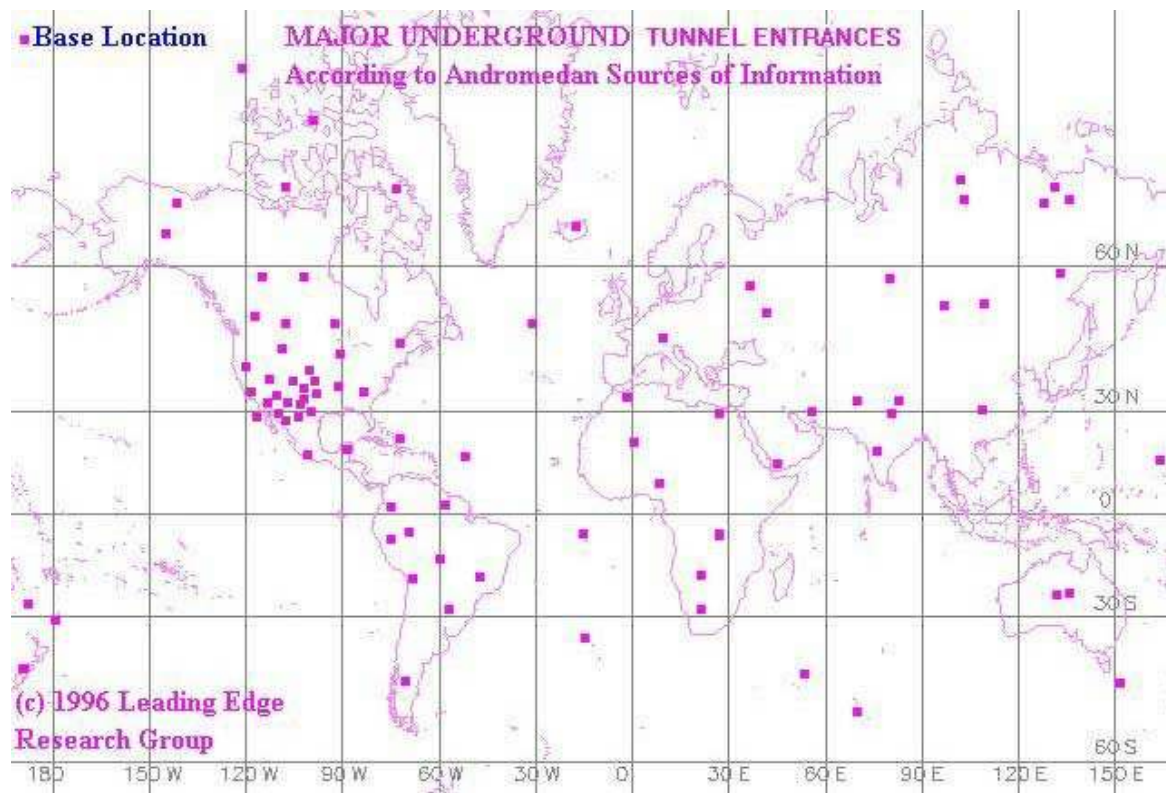 Base Location
MAJOR UNDERGROUND TUNNEL ENTRANCES
According to Andromedan Sources of Information
60 N
30 N
0
30 S
(c) 1996 Leading Edge
Research Group
60 S
180 150 W 120 W 90 W 60 W 30 W 0 30 E 60 E 90 E 120 E 150 E